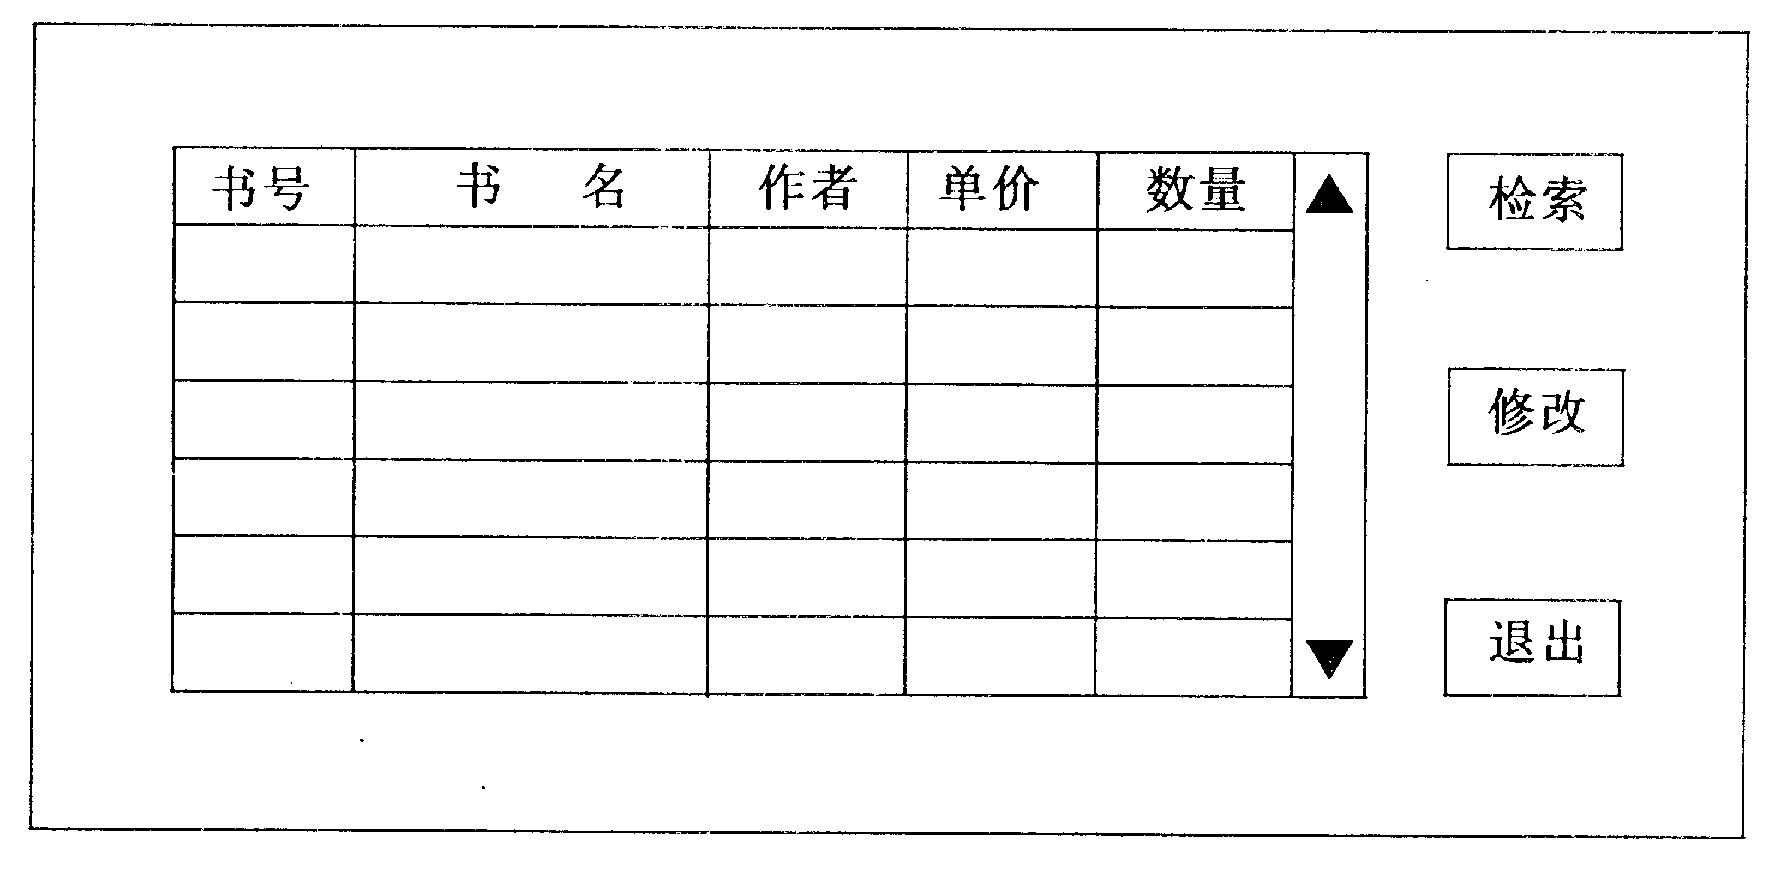 书号 书 名 作者 单价 数量
检索
修改
退出